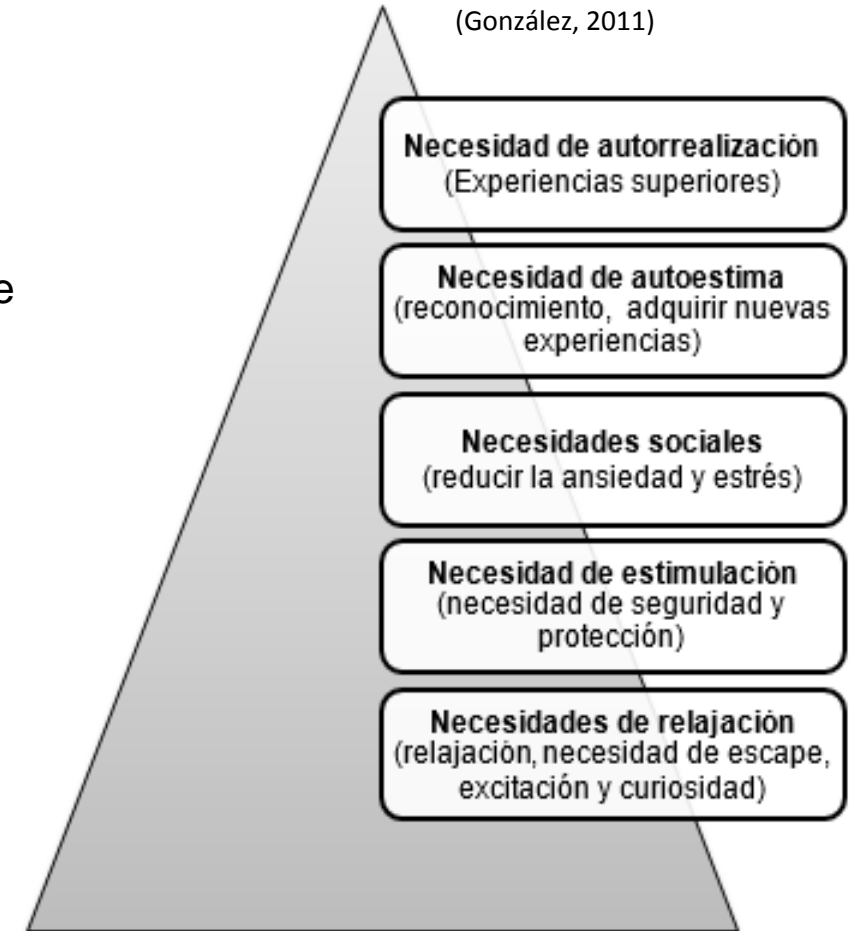 (González, 2011)
Necesidad de autorrealización
(Experiencias superiores)
Necesidad de autoestima
(reconocimiento, adquirir nuevas
experiencias)
e
Necesidades sociales
(reducir la ansiedad y estrés)
Necesidad de estimulación
(necesidad de seguridad y
protección)
Necesidades de relajación
(relajación, necesidad de escape,
excitación y curiosidad)